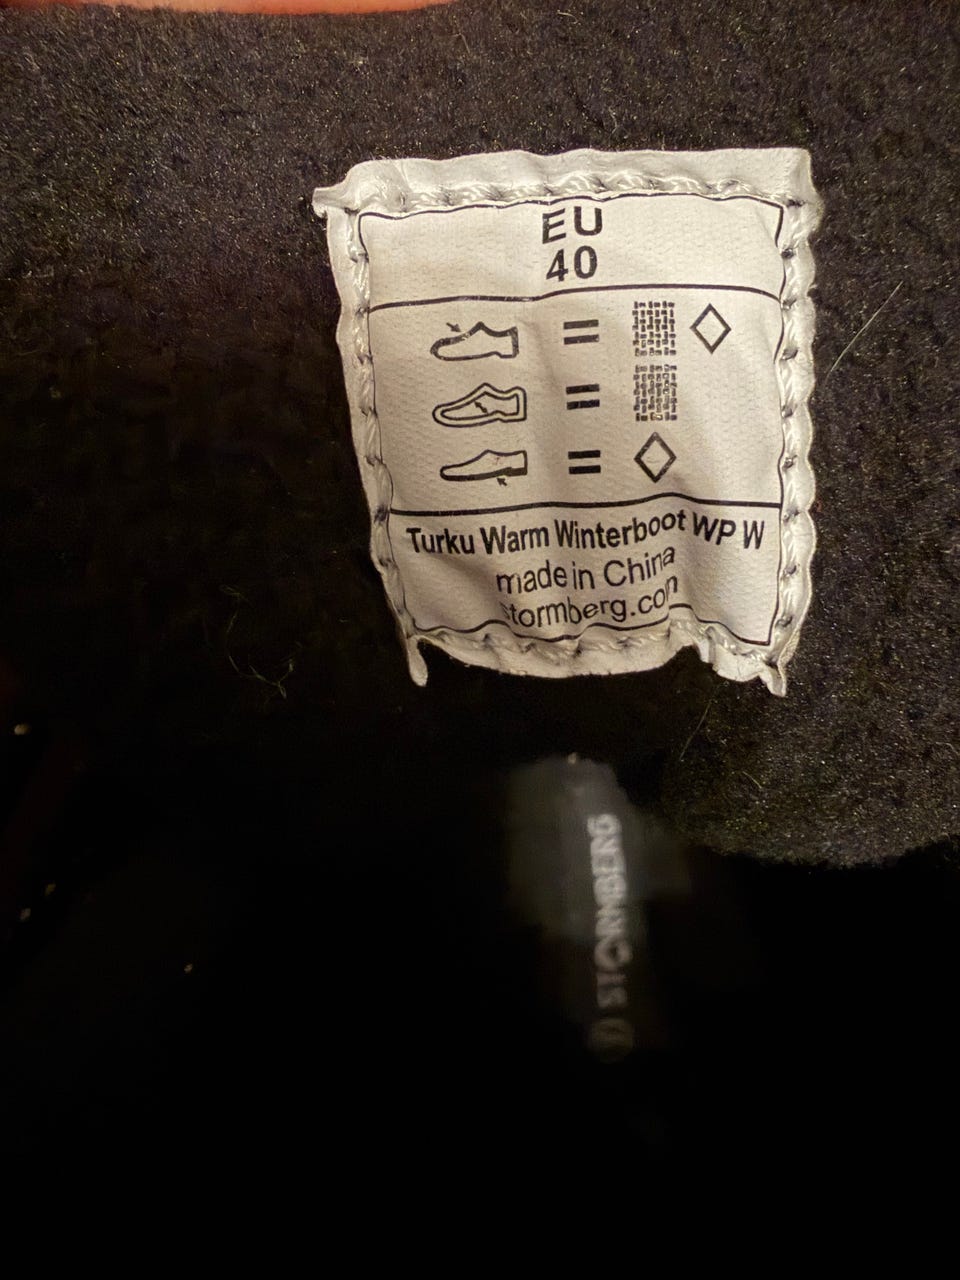 EU
40
Turku Warm Winterboot WP W
made in China
stormberg.com
STORMBERG